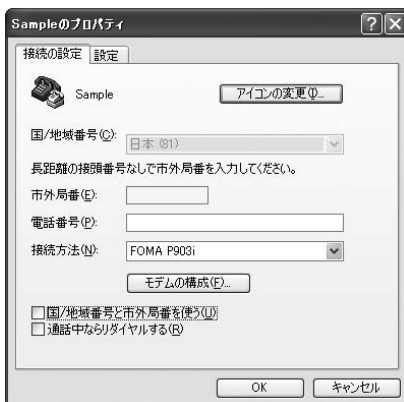 Sampleのプロパティ
接続の設定 設定
Sample アイコンの変更(I)...
国/地域番号(C): 日本 (81)
長距離の接頭番号なしで市外局番を入力してください。
市外局番(E):
電話番号(P):
接続方法(N): FOMA P903i
モデムの構成(F)...
国/地域番号と市外局番を使う(U)
通話中ならリダイヤルする(R)
OK キャンセル